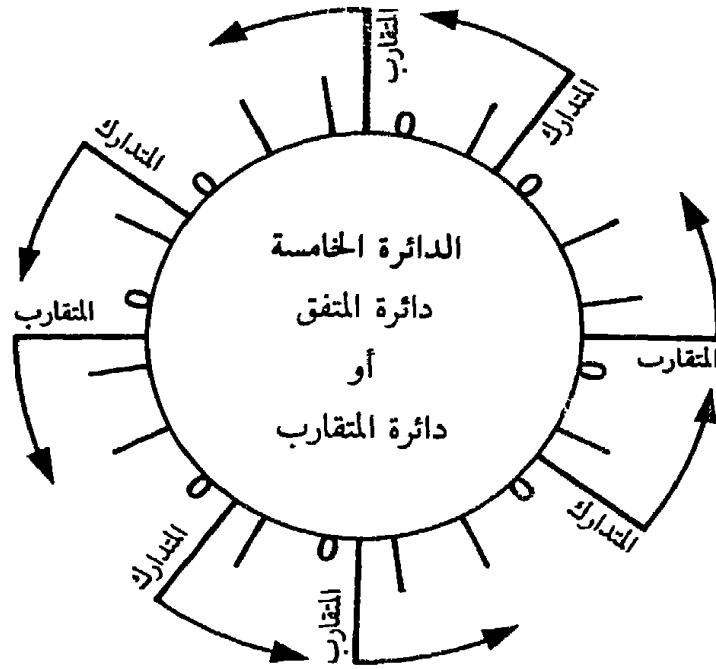 المتقارب
المتدارك
المتدارك
المتقارب
المتقارب
المتدارك
المتدارك
المتقارب
الدائرة الخامسة
دائرة المتفق
أو
دائرة المتقارب